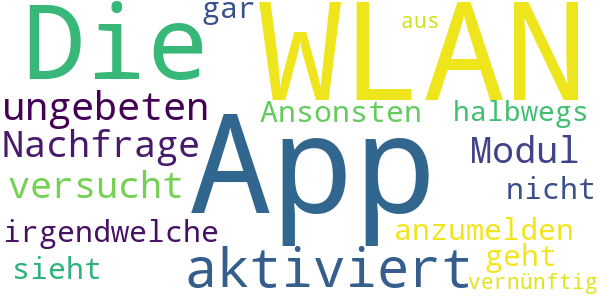 Die
gar
WLAN
aus
ungebeten
Ansonsten
halbwegs
Nachfrage
App
Modul
versucht
nicht
irgendwelche
anzumelden
sieht
aktiviert
geht
vernünftig